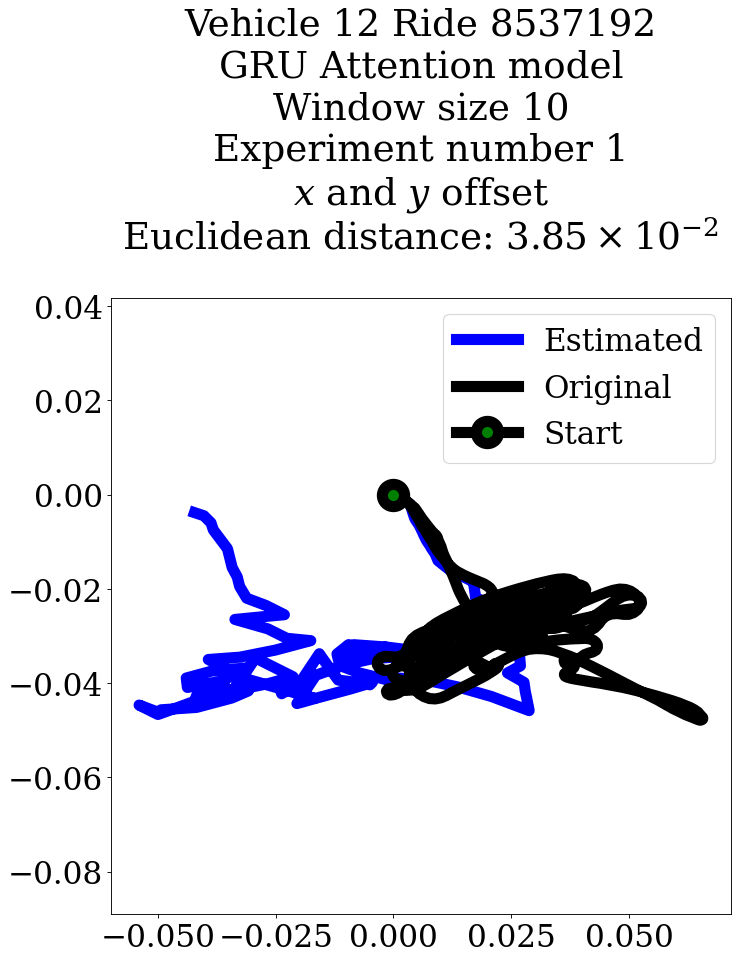 Vehicle 12 Ride 8537192
GRU Attention model
Window size 10
Experiment number 1
x and y offset
Euclidean distance: 3.85 × 10⁻²
0.04
0.02
0.00
−0.02
−0.04
−0.06
−0.08
Estimated
Original
Start
−0.050 −0.025 0.000 0.025 0.050